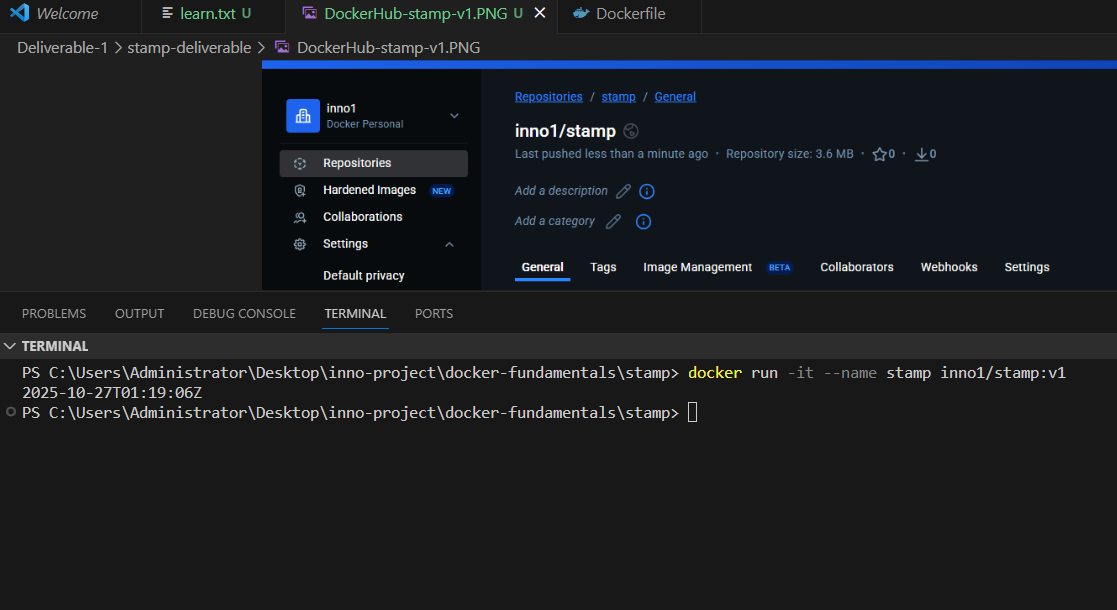 Welcome learn.txt U DockerHub-stamp-v1.PNG U Dockerfile
Deliverable-1 > stamp-deliverable > DockerHub-stamp-v1.PNG
inno1
Docker Personal
Repositories
Hardened Images NEW
Collaborations
Settings
Default privacy
Repositories / stamp / General
inno1/stamp
Last pushed less than a minute ago · Repository size: 3.6 MB · 0 · 0
Add a description
Add a category
General Tags Image Management BETA Collaborators Webhooks Settings
PROBLEMS OUTPUT DEBUG CONSOLE TERMINAL PORTS
TERMINAL
PS C:\Users\Administrator\Desktop\inno-project\docker-fundamentals\stamp> docker run -it --name stamp inno1/stamp:v1
2025-10-27T01:19:06Z
PS C:\Users\Administrator\Desktop\inno-project\docker-fundamentals\stamp>